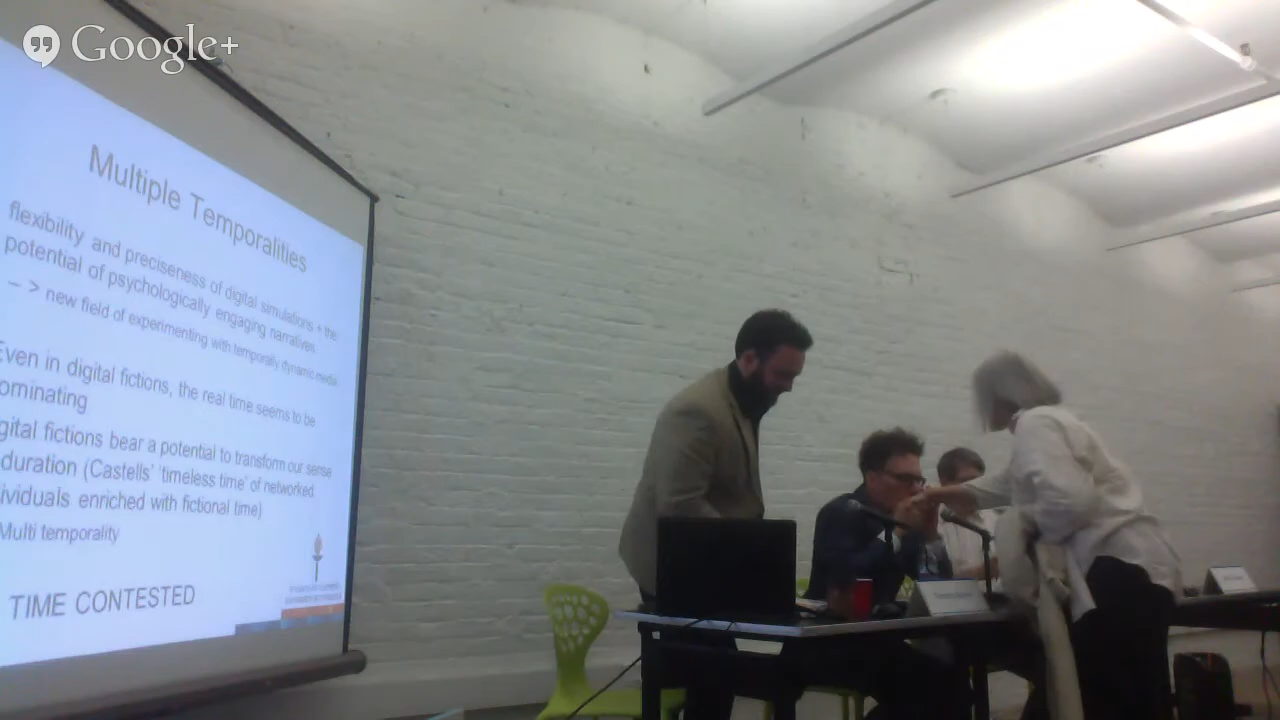 Google+
Multiple Temporalities
flexibility and preciseness of digital simulations + the
potential of psychologically engaging narratives
– > new field of experimenting with temporally dynamic media
Even in digital fictions, the real time seems to be
ominating
gital fictions bear a potential to transform our sense
duration (Castells' 'timeless time' of networked
ividuals enriched with fictional time)
Multi temporality
TIME CONTESTED